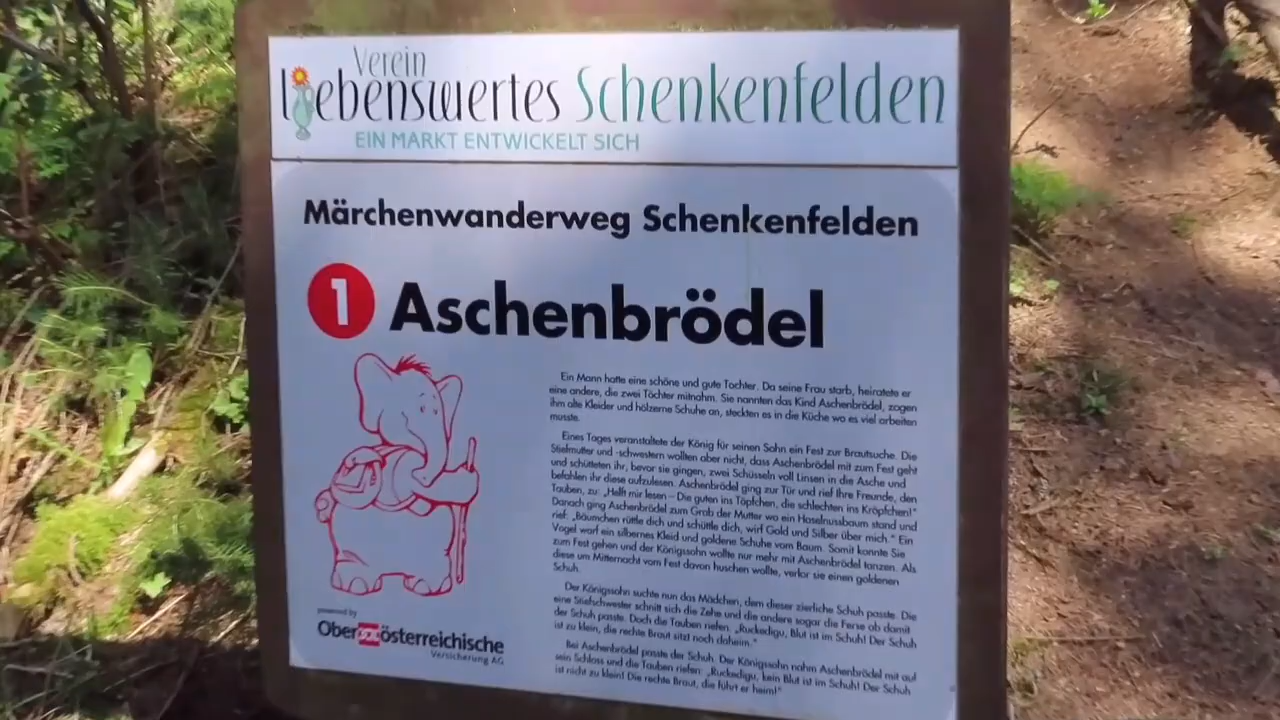 Verein
liebenswertes Schenkenfelden
EIN MARKT ENTWICKELT SICH
Märchenwanderweg Schenkenfelden
1 Aschenbrödel
Ein Mann hatte eine schöne und gute Tochter. Da seine Frau starb, heiratete er
eine andere, die zwei Töchter mitnahm. Sie nannten das Kind Aschenbrödel, zogen
ihm alte Kleider und hölzerne Schuhe an, steckten es in die Küche wo es viel arbeiten
musste.
Eines Tages veranstaltete der König für seinen Sohn ein Fest zur Brautsuche. Die
Stiefmutter und -schwestern wollten aber nicht, dass Aschenbrödel mit zum Fest geht
und schütteten ihr, bevor sie gingen, zwei Schüsseln voll Linsen in die Asche und
befahlen ihr diese aufzulesen. Aschenbrödel ging zur Tür und rief Ihre Freunde, den
Tauben, zu: „Helft mir lesen – Die guten ins Töpfchen, die schlechten ins Kröpfchen!"
Danach ging Aschenbrödel zum Grab der Mutter wo ein Haselnussbaum stand und
rief: „Bäumchen rüttle dich und schüttle dich, wirf Gold und Silber über mich." Ein
Vogel warf ein silbernes Kleid und goldene Schuhe vom Baum. Somit konnte Sie
zum Fest gehen und der Königssohn wollte nur mehr mit Aschenbrödel tanzen. Als
diese um Mitternacht vom Fest davon huschen wollte, verlor sie einen goldenen
Schuh.
Der Königssohn suchte nun das Mädchen, dem dieser zierliche Schuh passte. Die
eine Stiefschwester schnitt sich die Zehe und die andere sogar die Ferse ab damit
der Schuh passte. Doch die Tauben riefen: „Ruckedigu, Blut ist im Schuh! Der Schuh
ist zu klein, die rechte Braut sitzt noch daheim."
Bei Aschenbrödel passte der Schuh. Der Königssohn nahm Aschenbrödel mit auf
sein Schloss und die Tauben riefen: „Ruckedigu, kein Blut ist im Schuh! Der Schuh
ist nicht zu klein! Die rechte Braut, die führt er heim!"
powered by
Oberösterreichische
Versicherung AG